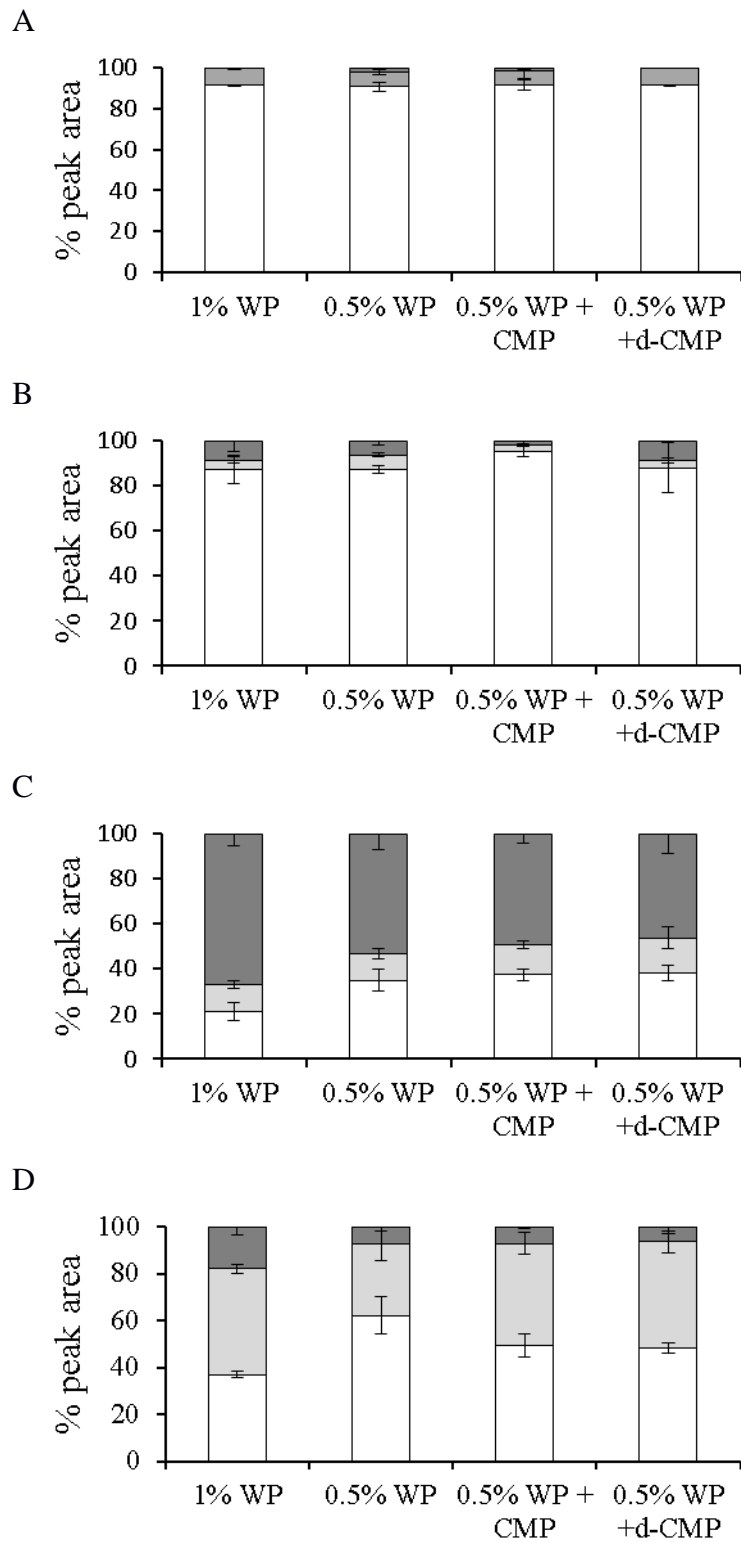 A
% peak area
100
80
60
40
20
0
1% WP
0.5% WP
0.5% WP +
CMP
0.5% WP
+d-CMP
B
% peak area
100
80
60
40
20
0
1% WP
0.5% WP
0.5% WP +
CMP
0.5% WP
+d-CMP
C
% peak area
100
80
60
40
20
0
1% WP
0.5% WP
0.5% WP +
CMP
0.5% WP
+d-CMP
D
% peak area
100
80
60
40
20
0
1% WP
0.5% WP
0.5% WP +
CMP
0.5% WP
+d-CMP